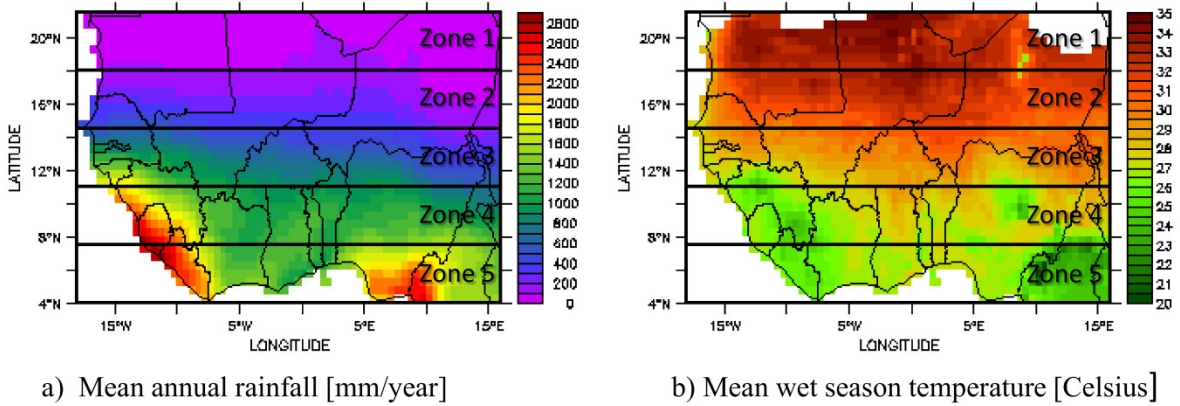 20°N
16°N
12°N
8°N
4°N
LATITUDE
15°W
5°W
5°E
15°E
LONGITUDE
Zone 1
Zone 2
Zone 3
Zone 4
Zone 5
2800
2600
2400
2200
2000
1800
1600
1400
1200
1000
800
600
400
200
0
a) Mean annual rainfall [mm/year]
20°N
16°N
12°N
8°N
4°N
LATITUDE
15°W
5°W
5°E
15°E
LONGITUDE
Zone 1
Zone 2
Zone 3
Zone 4
Zone 5
35
34
33
32
31
30
29
28
27
26
25
24
23
22
21
20
b) Mean wet season temperature [Celsius]